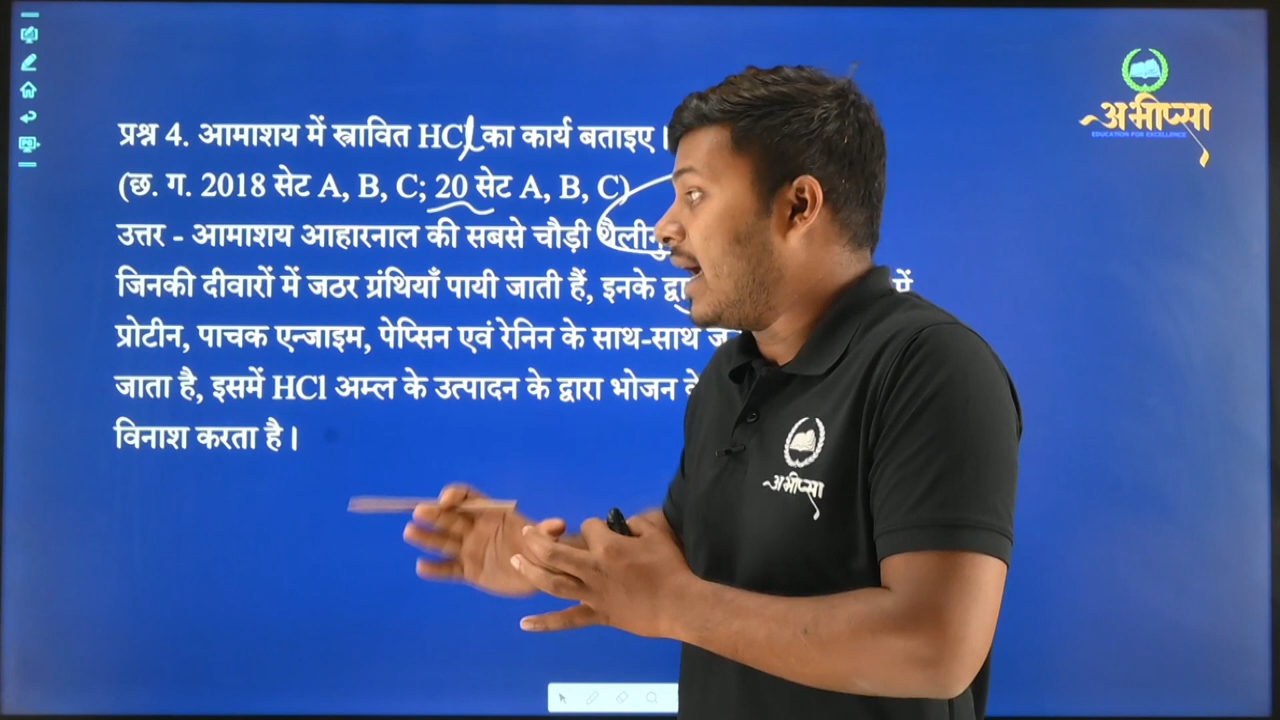 प्रश्न 4. आमाशय में स्त्रावित HCl का कार्य बताइए।
(छ. ग. 2018 सेट A, B, C; 20 सेट A, B, C)
उत्तर - आमाशय आहारनाल की सबसे चौड़ी
जिनकी दीवारों में जठर ग्रंथियाँ पायी जाती हैं, इनके में
प्रोटीन, पाचक एन्जाइम, पेप्सिन एवं रेनिन के साथ-साथ
जाता है, इसमें HCl अम्ल के उत्पादन के द्वारा भोजन
विनाश करता है।
अभीप्सा
EDUCATION FOR EXCELLENCE
अभीप्सा